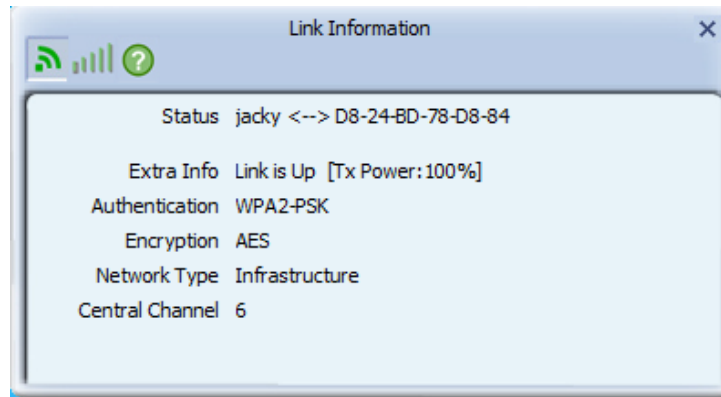 Link Information
Status jacky <--> D8-24-BD-78-D8-84
Extra Info Link is Up [Tx Power:100%]
Authentication WPA2-PSK
Encryption AES
Network Type Infrastructure
Central Channel 6